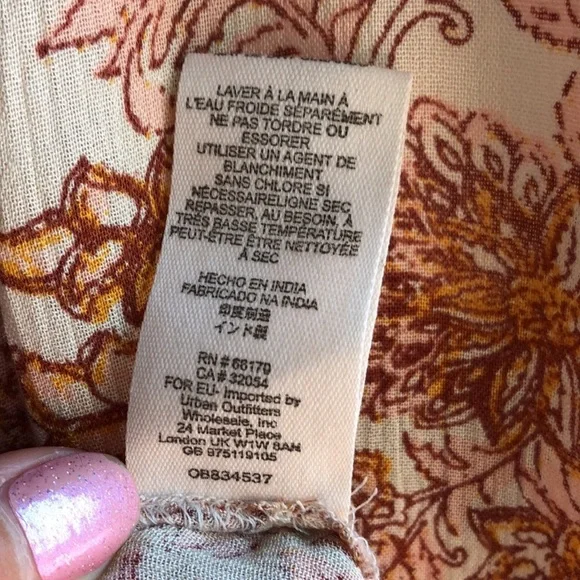 LAVER À LA MAIN À
L'EAU FROIDE SÉPARÉMENT
NE PAS TORDRE OU
ESSORER
UTILISER UN AGENT DE
BLANCHIMENT
SANS CHLORE SI
NÉCESSAIRELIGNE SEC
REPASSER, AU BESOIN, À
TRÈS BASSE TEMPÉRATURE
PEUT-ÊTRE ÊTRE NETTOYÉE
À SEC
HECHO EN INDIA
FABRICADO NA INDIA
印度制造
インド製
RN # 66170
CA # 32054
FOR EU- Imported by
Urban Outfitters
Wholesale, Inc
24 Market Place
London UK W1W 8AN
GB 975119105
OB834537